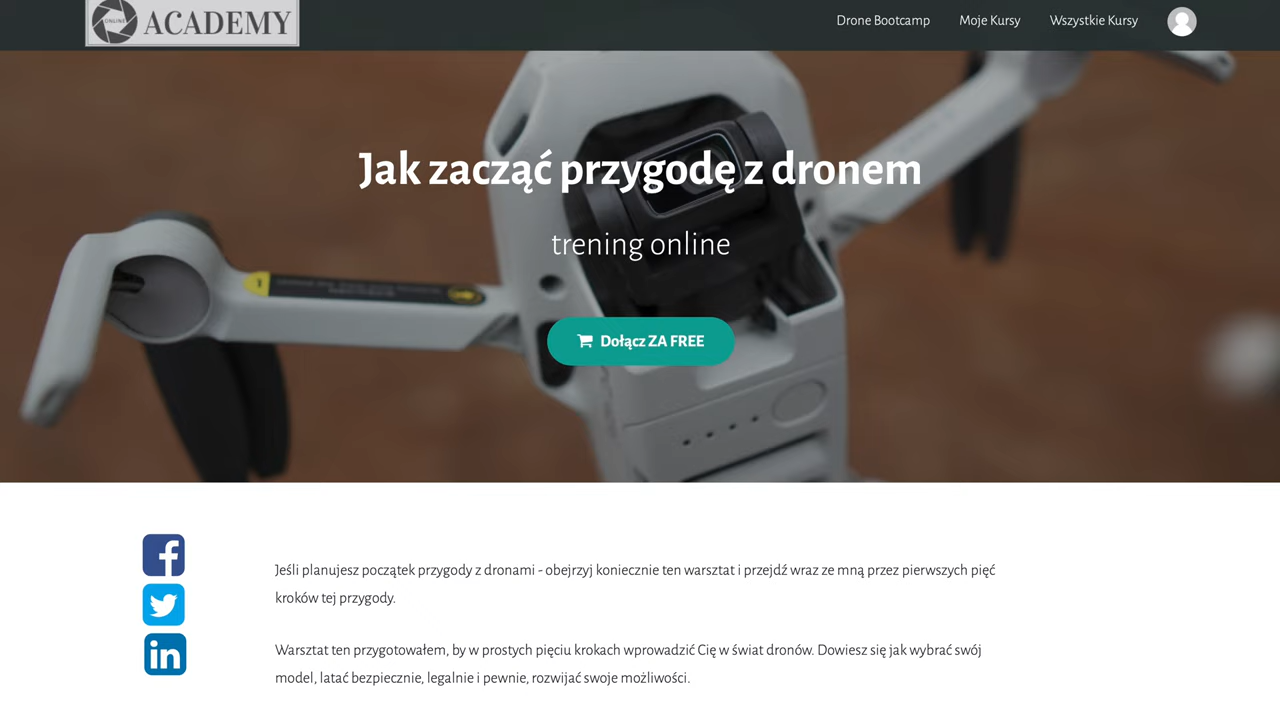 ONLINE
ACADEMY
Drone Bootcamp
Moje Kursy
Wszystkie Kursy
Jak zacząć przygodę z dronem
trening online
Dołącz ZA FREE
Jeśli planujesz początek przygody z dronami - obejrzyj koniecznie ten warsztat i przejdź wraz ze mną przez pierwszych pięć
kroków tej przygody.
Warsztat ten przygotowałem, by w prostych pięciu krokach wprowadzić Cię w świat dronów. Dowiesz się jak wybrać swój
model, latać bezpiecznie, legalnie i pewnie, rozwijać swoje możliwości.